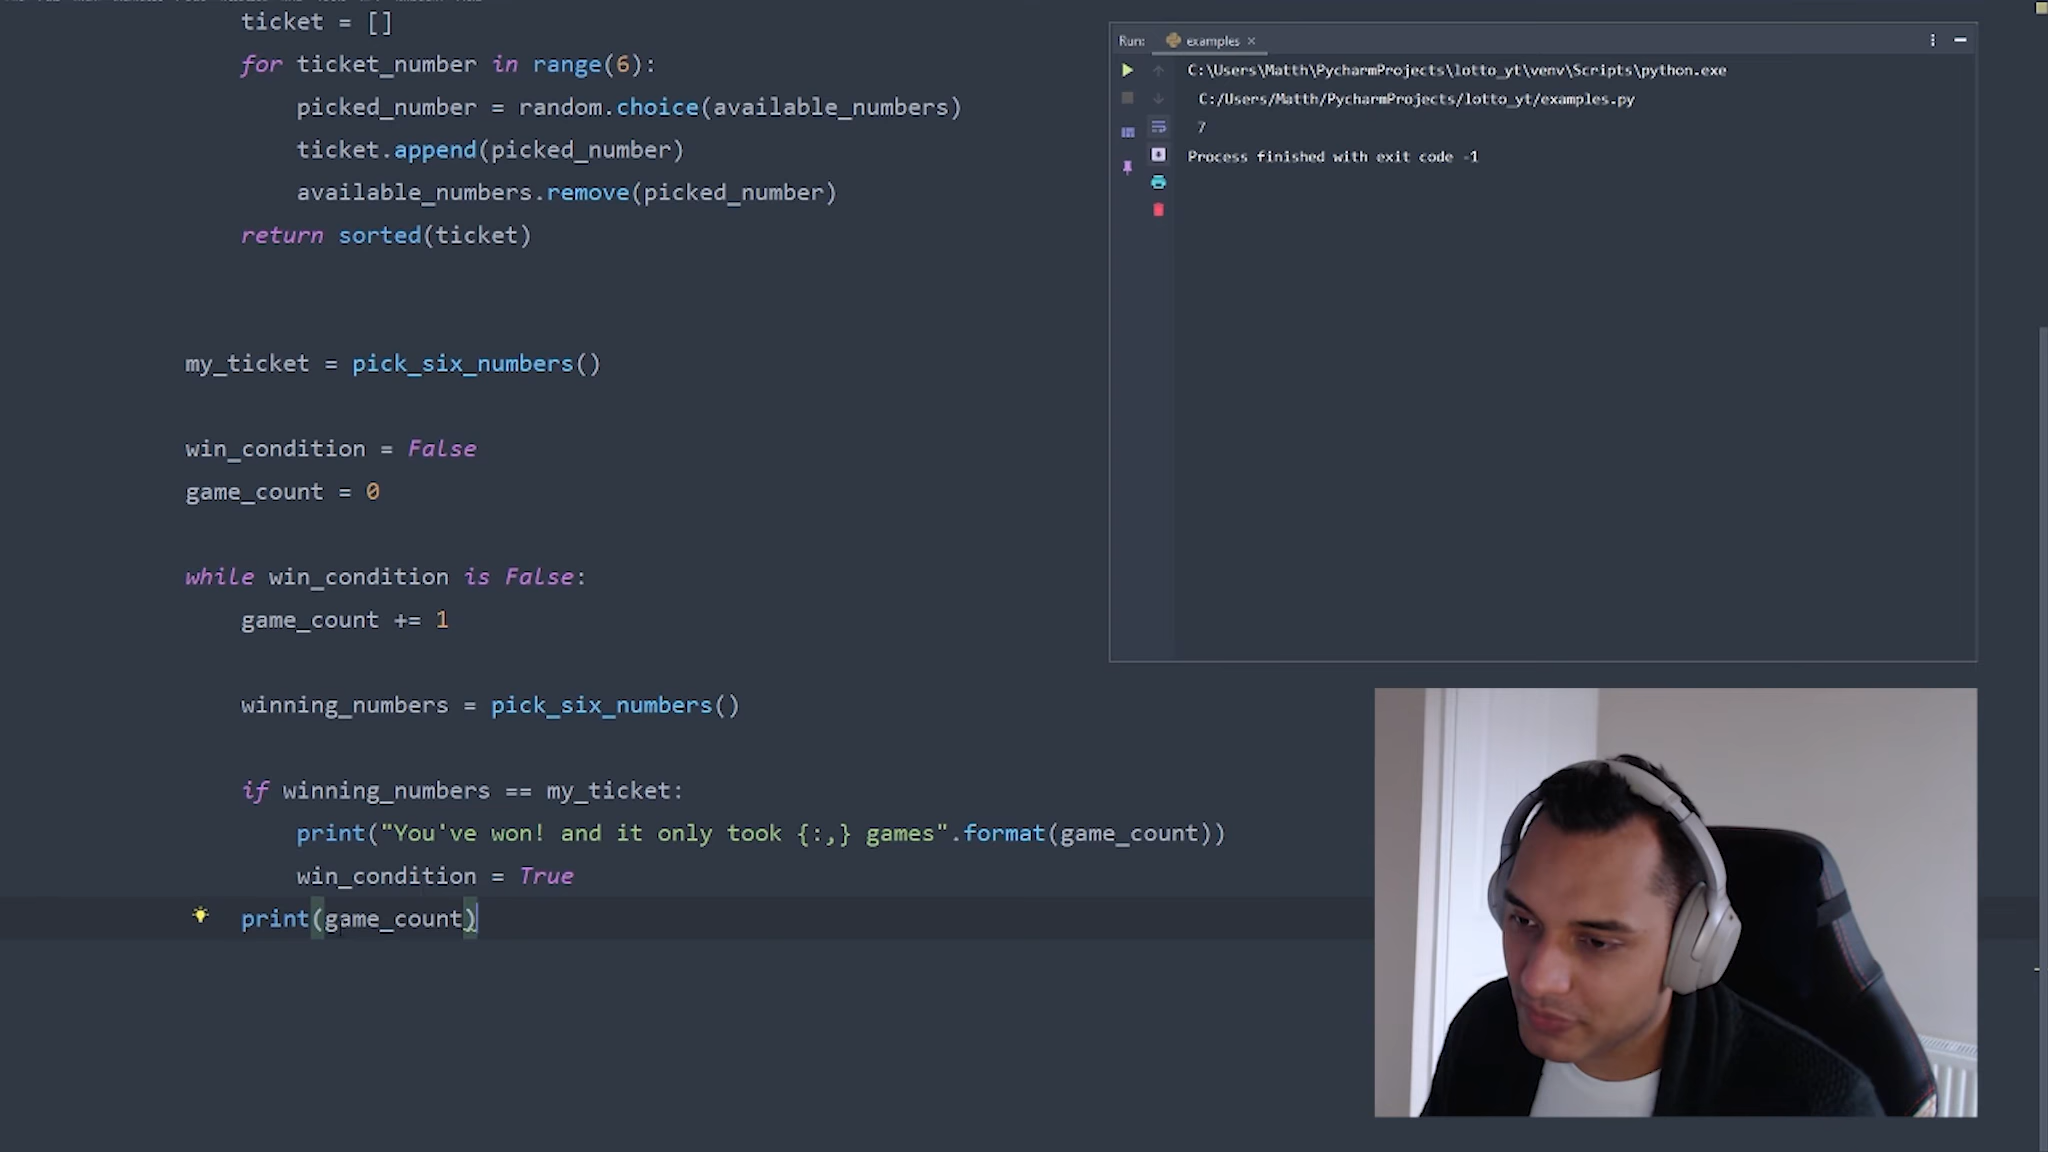 ticket = []
for ticket_number in range(6):
picked_number = random.choice(available_numbers)
ticket.append(picked_number)
available_numbers.remove(picked_number)
return sorted(ticket)
my_ticket = pick_six_numbers()
win_condition = False
game_count = 0
while win_condition is False:
game_count += 1
winning_numbers = pick_six_numbers()
if winning_numbers == my_ticket:
print("You've won! and it only took {:,} games".format(game_count))
win_condition = True
print(game_count)
Run: examples ×
C:\Users\Matth\PycharmProjects\lotto_yt\venv\Scripts\python.exe
C:/Users/Matth/PycharmProjects/lotto_yt/examples.py
7
Process finished with exit code -1